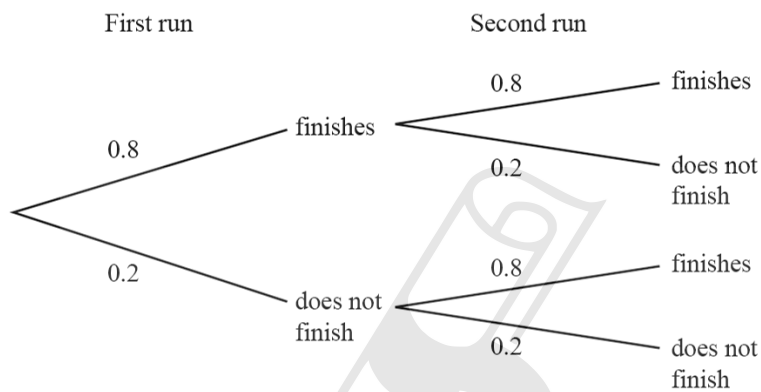 First run
Second run
0.8
finishes
0.8
finishes
0.2
does not
finish
0.2
does not
finish
0.8
finishes
0.2
does not
finish